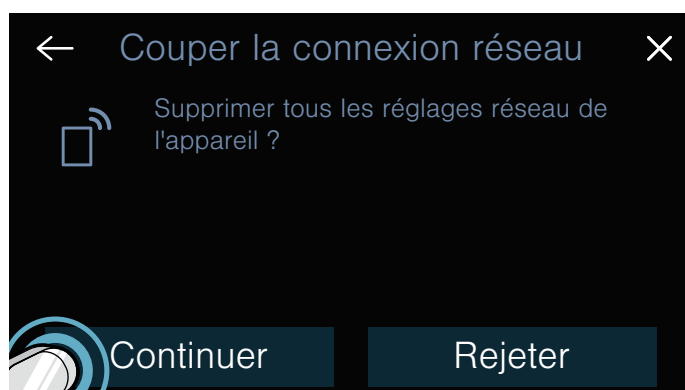 Couper la connexion réseau
Supprimer tous les réglages réseau de
l'appareil ?
Continuer
Rejeter